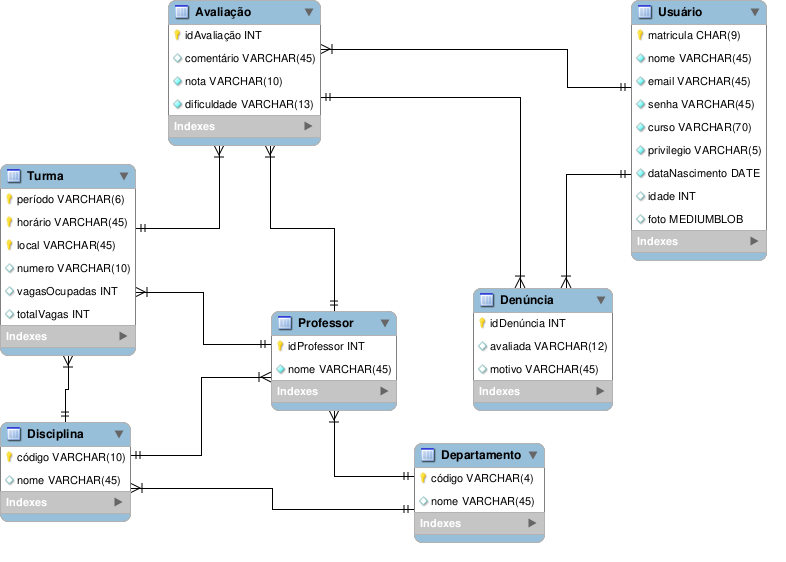 Avaliação
idAvaliação INT
comentário VARCHAR(45)
nota VARCHAR(10)
dificuldade VARCHAR(13)
Indexes
Usuário
matricula CHAR(9)
nome VARCHAR(45)
email VARCHAR(45)
senha VARCHAR(45)
curso VARCHAR(70)
privilegio VARCHAR(5)
dataNascimento DATE
idade INT
foto MEDIUMBLOB
Indexes
Turma
período VARCHAR(6)
horário VARCHAR(45)
local VARCHAR(45)
numero VARCHAR(10)
vagasOcupadas INT
totalVagas INT
Indexes
Professor
idProfessor INT
nome VARCHAR(45)
Indexes
Denúncia
idDenúncia INT
avaliada VARCHAR(12)
motivo VARCHAR(45)
Indexes
Disciplina
código VARCHAR(10)
nome VARCHAR(45)
Indexes
Departamento
código VARCHAR(4)
nome VARCHAR(45)
Indexes